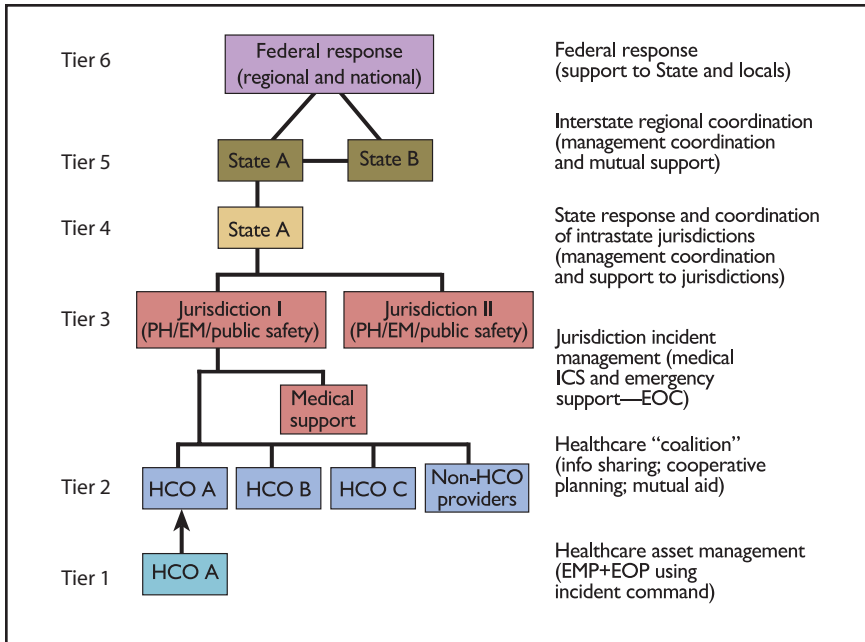 Tier 6
Federal response
(regional and national)
Federal response
(support to State and locals)
Tier 5
State A
State B
Interstate regional coordination
(management coordination
and mutual support)
Tier 4
State A
State response and coordination
of intrastate jurisdictions
(management coordination
and support to jurisdictions)
Tier 3
Jurisdiction I
(PH/EM/public safety)
Jurisdiction II
(PH/EM/public safety)
Medical
support
Jurisdiction incident
management (medical
ICS and emergency
support—EOC)
Tier 2
HCO A
HCO B
HCO C
Non-HCO
providers
Healthcare “coalition”
(info sharing; cooperative
planning; mutual aid)
Tier 1
HCO A
Healthcare asset management
(EMP+EOP using
incident command)